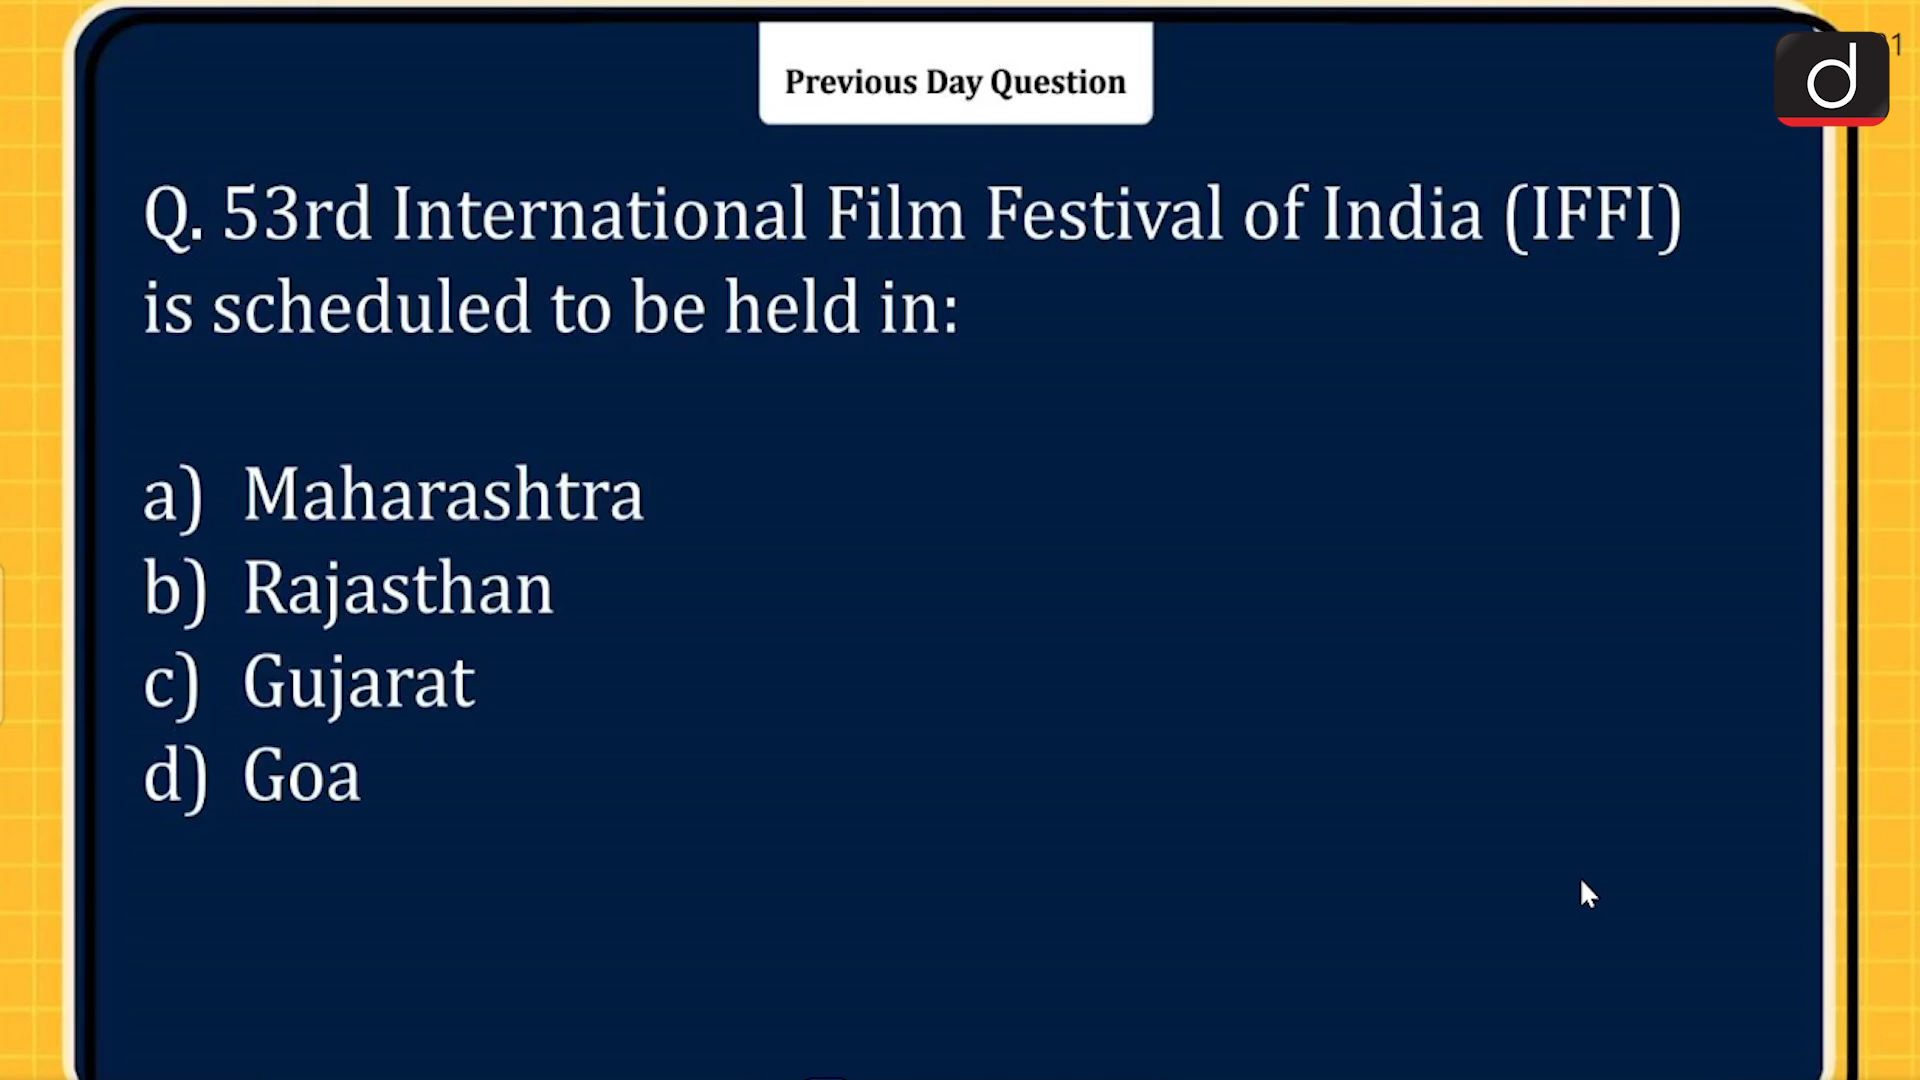 Previous Day Question
d
1
Q. 53rd International Film Festival of India (IFFI)
is scheduled to be held in:
a) Maharashtra
b) Rajasthan
c) Gujarat
d) Goa